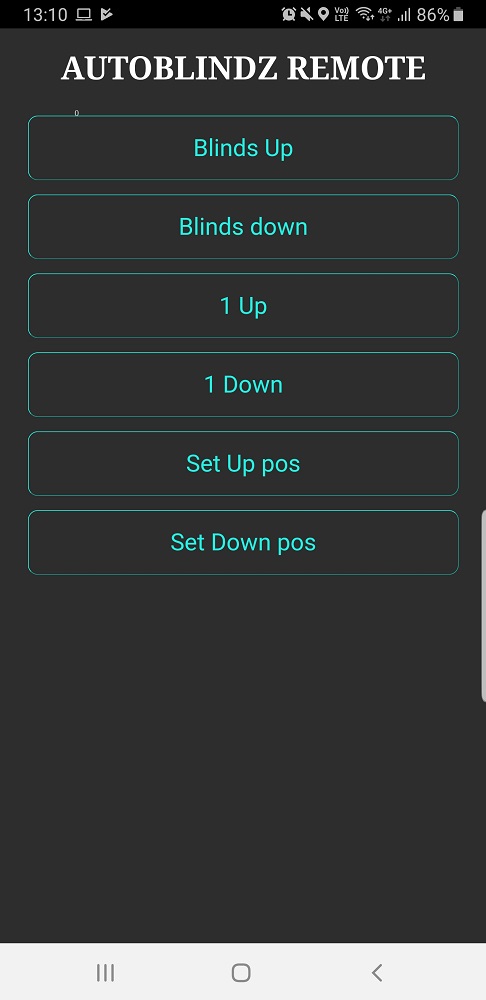 13:10 Vo)) LTE 4G+ 86%
AUTOBLINDZ REMOTE
0
Blinds Up
Blinds down
1 Up
1 Down
Set Up pos
Set Down pos